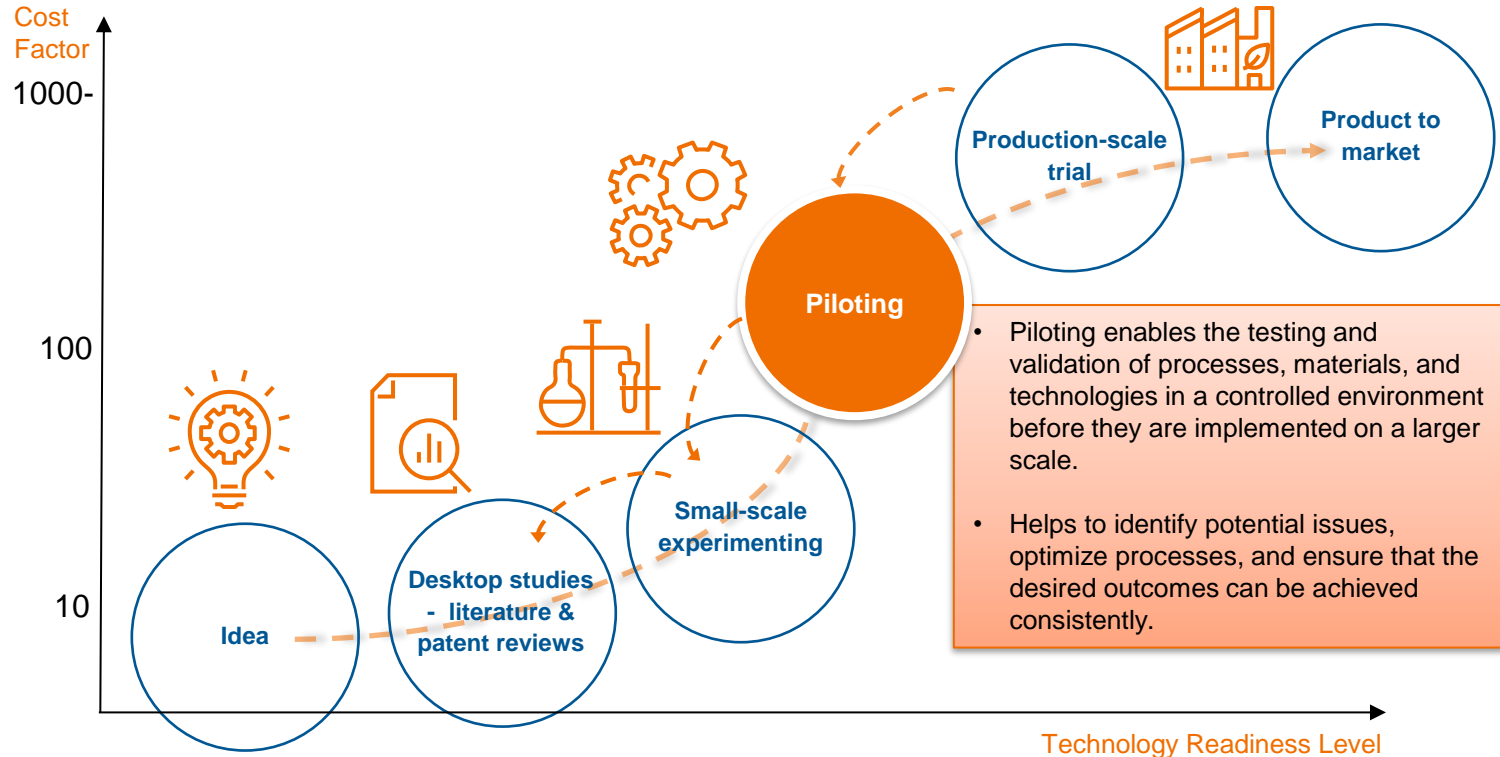 Cost
Factor
1000-
100
10
Idea
Desktop studies
- literature &
patent reviews
Small-scale
experimenting
Piloting
Production-scale
trial
Product to
market
• Piloting enables the testing and
validation of processes, materials, and
technologies in a controlled environment
before they are implemented on a larger
scale.
• Helps to identify potential issues,
optimize processes, and ensure that the
desired outcomes can be achieved
consistently.
Technology Readiness Level